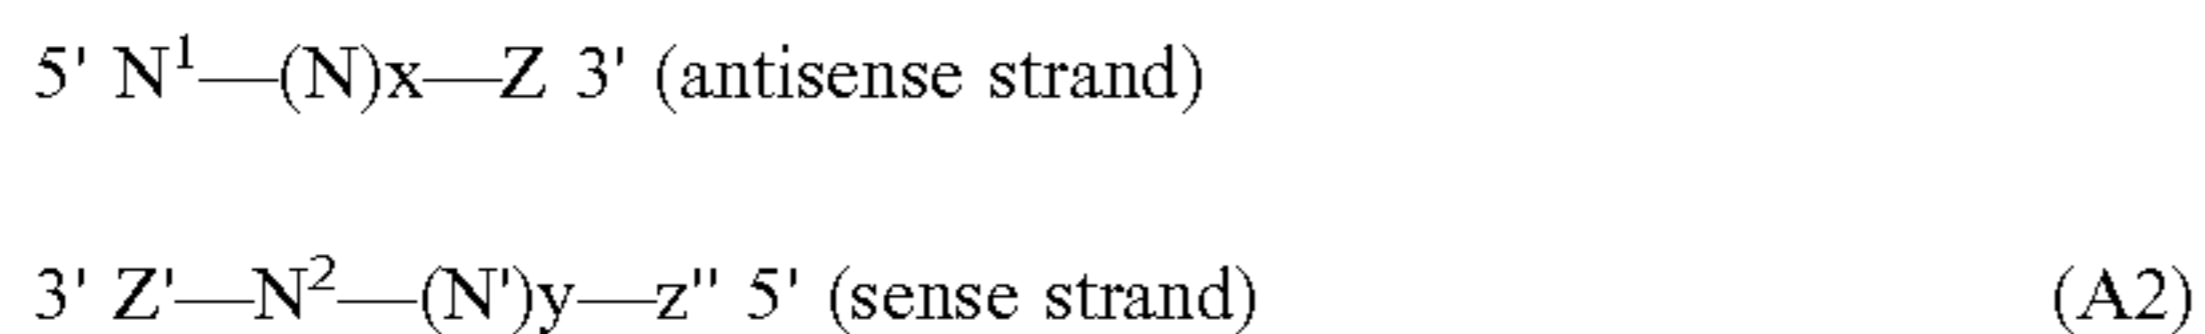 5' N¹—(N)x—Z 3' (antisense strand)
3' Z'—N²—(N')y—z" 5' (sense strand) (A2)